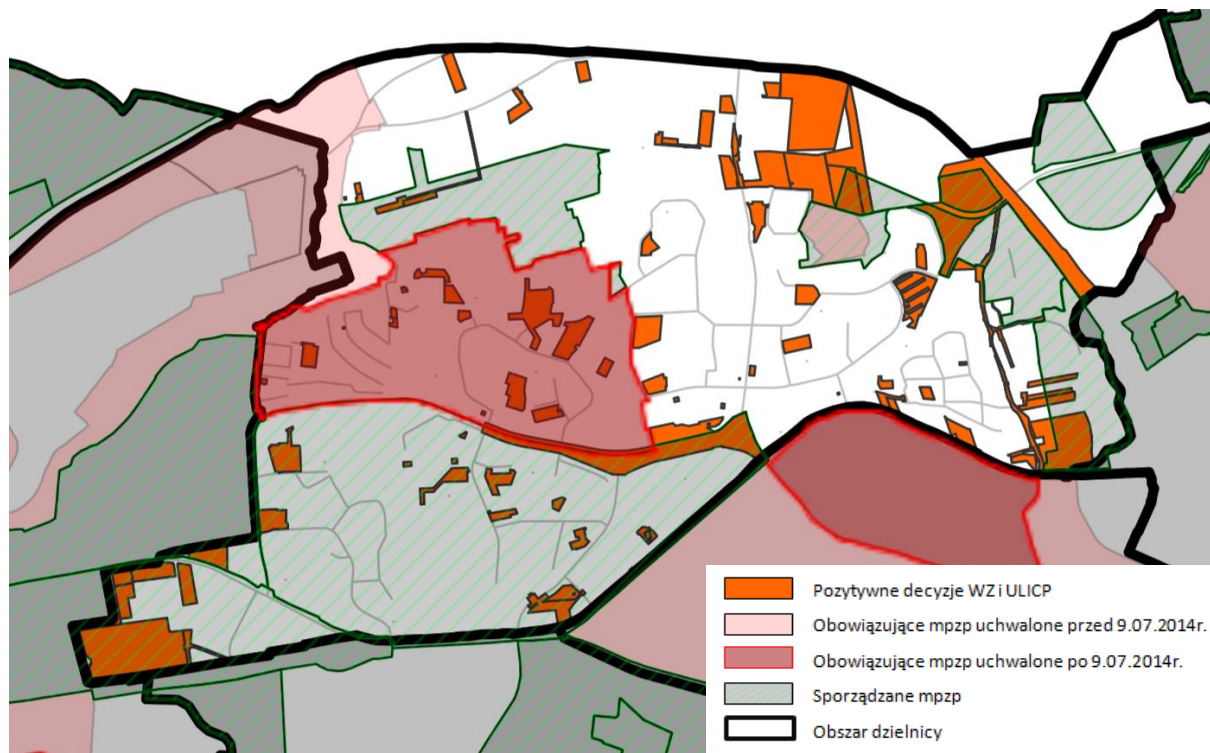 Pozytywne decyzje WZ i ULICP
Obowiązujące mpzp uchwalone przed 9.07.2014r.
Obowiązujące mpzp uchwalone po 9.07.2014r.
Sporządzane mpzp
Obszar dzielnicy